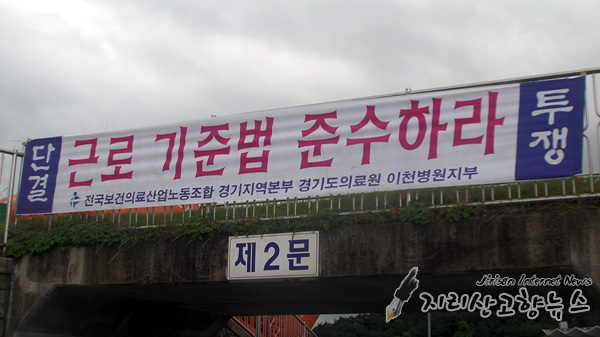 단결 근로 기준법 준수하라 투쟁
전국보건의료산업노동조합 경기지역본부 경기도의료원 이천병원지부
제2문
Jirisan Internet News
지리산고향뉴스